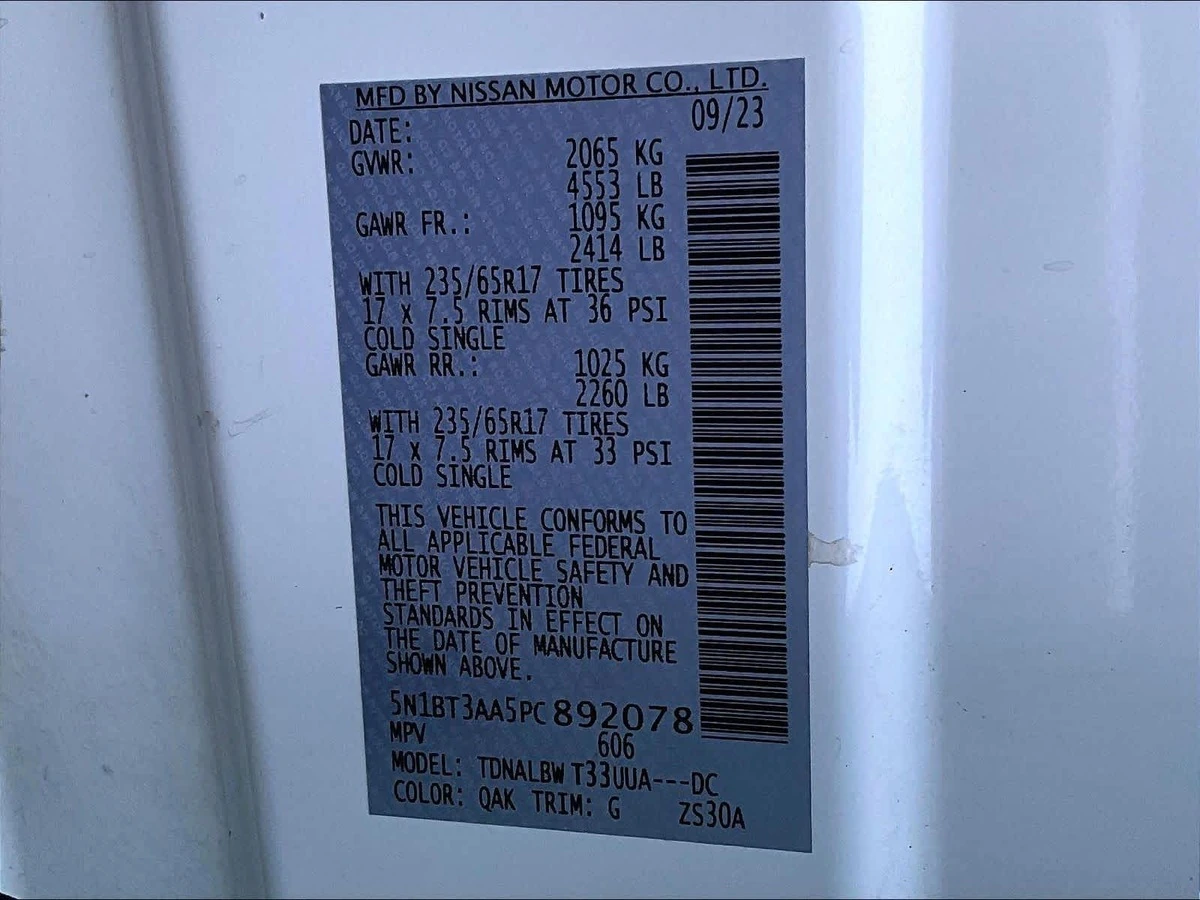 MFD BY NISSAN MOTOR CO., LTD.
DATE: 09/23
GVWR: 2065 KG
4553 LB
GAWR FR.: 1095 KG
2414 LB
WITH 235/65R17 TIRES
17 x 7.5 RIMS AT 36 PSI
COLD SINGLE
GAWR RR.: 1025 KG
2260 LB
WITH 235/65R17 TIRES
17 x 7.5 RIMS AT 33 PSI
COLD SINGLE
THIS VEHICLE CONFORMS TO
ALL APPLICABLE FEDERAL
MOTOR VEHICLE SAFETY AND
THEFT PREVENTION
STANDARDS IN EFFECT ON
THE DATE OF MANUFACTURE
SHOWN ABOVE.
5N1BT3AA5PC892078
MPV 606
MODEL: TDNALBW T33UUA---DC
COLOR: QAK TRIM: G ZS30A